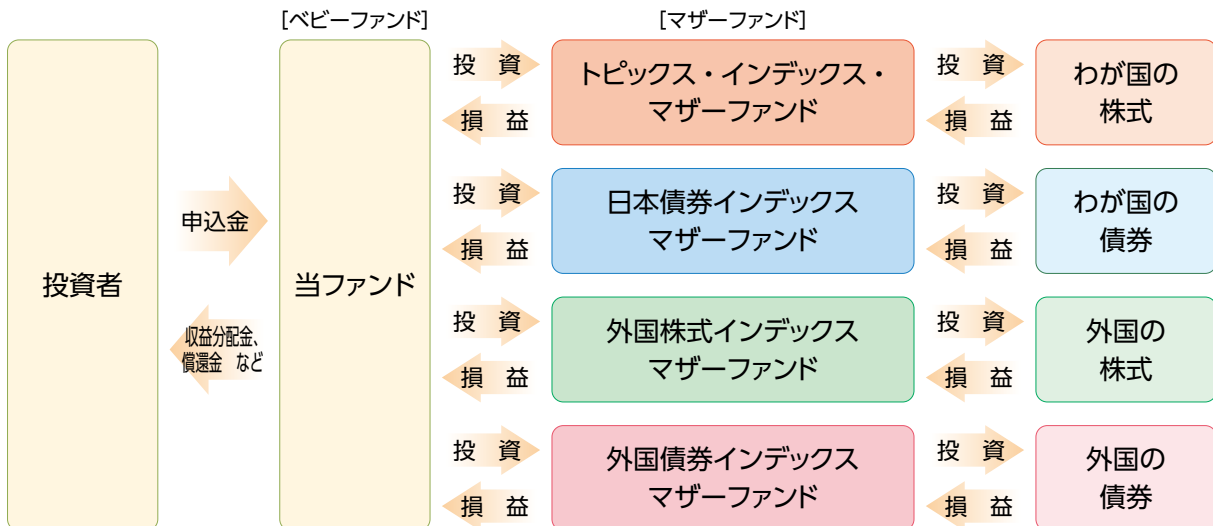 [ベビーファンド]
[マザーファンド]
投資者
申込金
収益分配金、
償還金 など
当ファンド
投 資
損 益
トピックス・インデックス・
マザーファンド
投 資
損 益
わが国の
株式
投 資
損 益
日本債券インデックス
マザーファンド
投 資
損 益
わが国の
債券
投 資
損 益
外国株式インデックス
マザーファンド
投 資
損 益
外国の
株式
投 資
損 益
外国債券インデックス
マザーファンド
投 資
損 益
外国の
債券